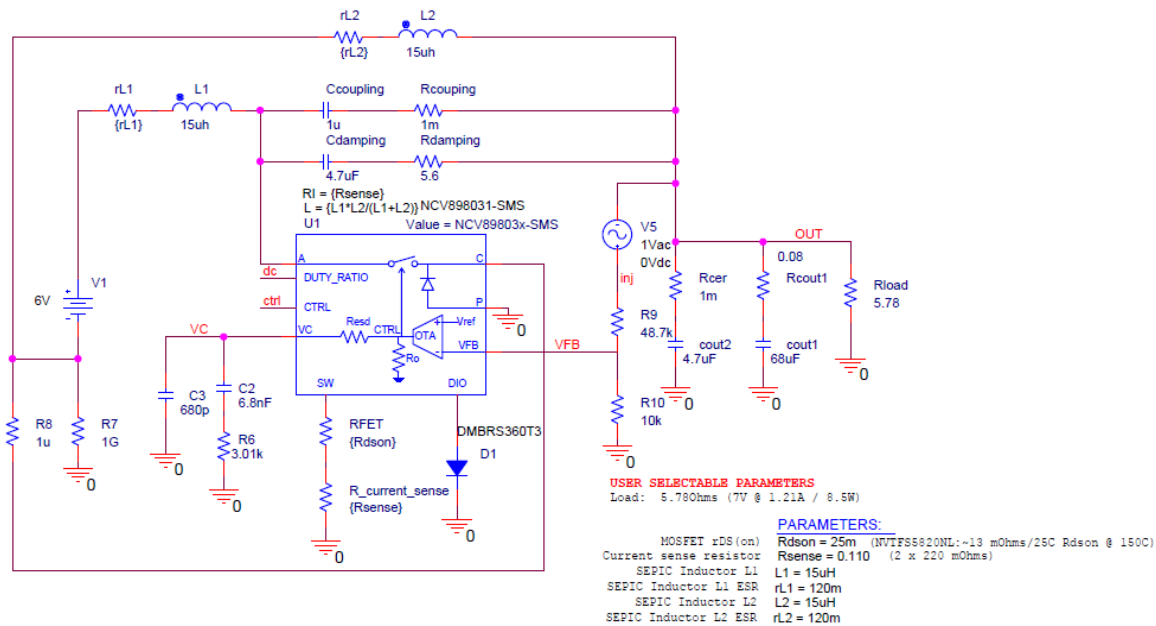 rL2
L2
{rL2}
15uh
rL1
L1
{rL1}
15uh
Ccoupling
Rcouping
1u
1m
Cdamping
Rdamping
4.7uF
5.6
RI = {Rsense}
L = {L1*L2/(L1+L2)}
NCV898031-SMS
U1
Value = NCV89803x-SMS
A
C
dc
DUTY_RATIO
ctrl
CTRL
P
0
VC
VC
Resd
CTRL
OTA
Vref
Ro
VFB
VFB
SW
DIO
V1
6V
V5
1Vac
0Vdc
inj
OUT
R9
48.7k
R10
10k
0
Rcer
1m
cout2
4.7uF
0
0.08
Rcout1
cout1
68uF
0
Rload
5.78
0
R8
1u
R7
1G
0
C3
680p
0
C2
6.8nF
R6
3.01k
0
RFET
{Rdson}
R_current_sense
{Rsense}
0
DMBRS360T3
D1
0
USER SELECTABLE PARAMETERS
Load: 5.78Ohms (7V @ 1.21A / 8.5W)
PARAMETERS:
MOSFET rDS(on) Rdson = 25m (NVTFS5820NL:~13 mOhms/25C Rdson @ 150C)
Current sense resistor Rsense = 0.110 (2 x 220 mOhms)
SEPIC Inductor L1 L1 = 15uH
SEPIC Inductor L1 ESR rL1 = 120m
SEPIC Inductor L2 L2 = 15uH
SEPIC Inductor L2 ESR rL2 = 120m